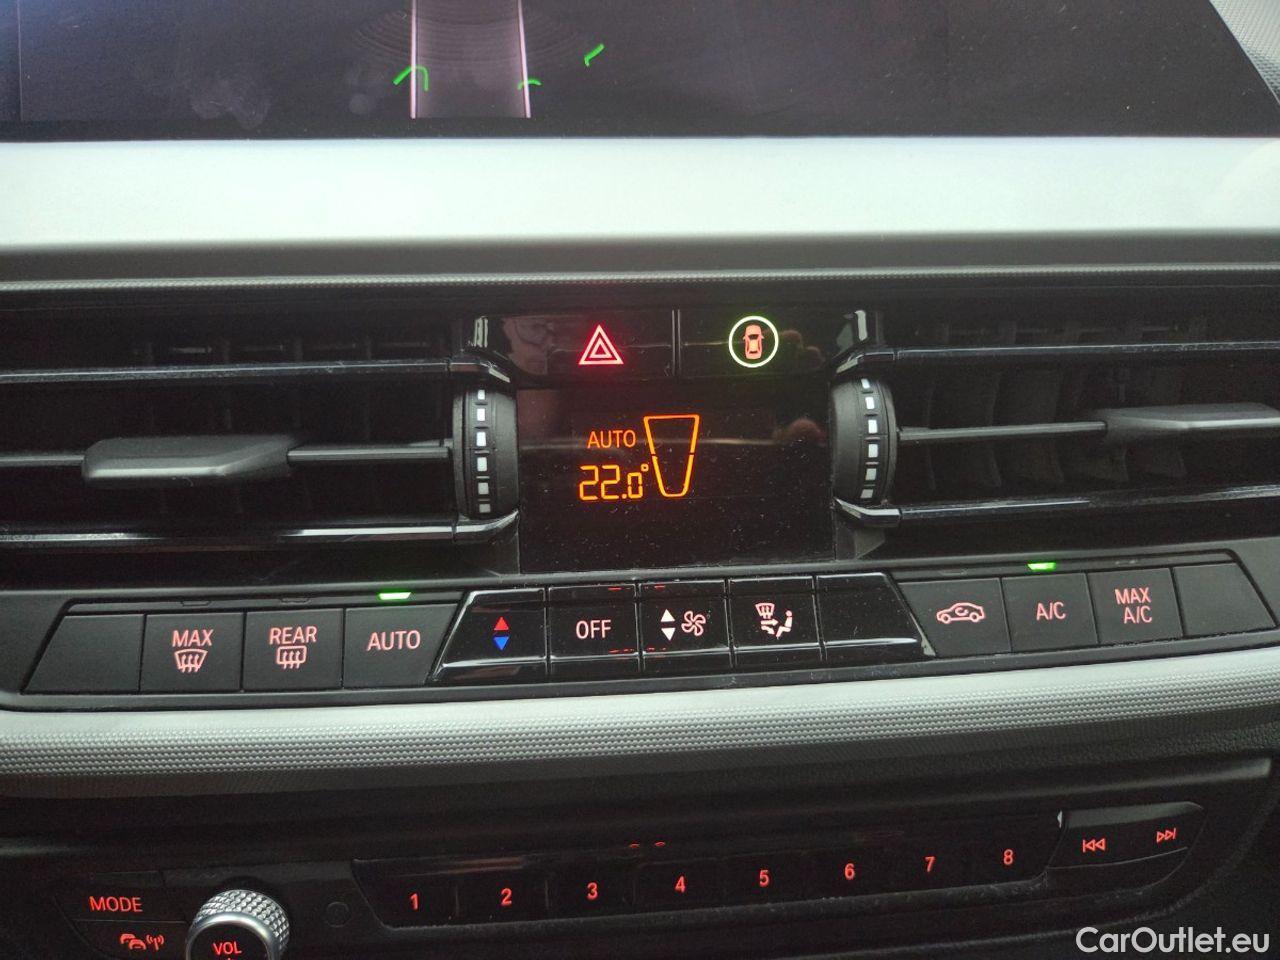 AUTO
22.0°
MAX
REAR
AUTO
OFF
A/C
MAX
A/C
1 2 3 4 5 6 7 8
MODE
VOL
CarOutlet.eu